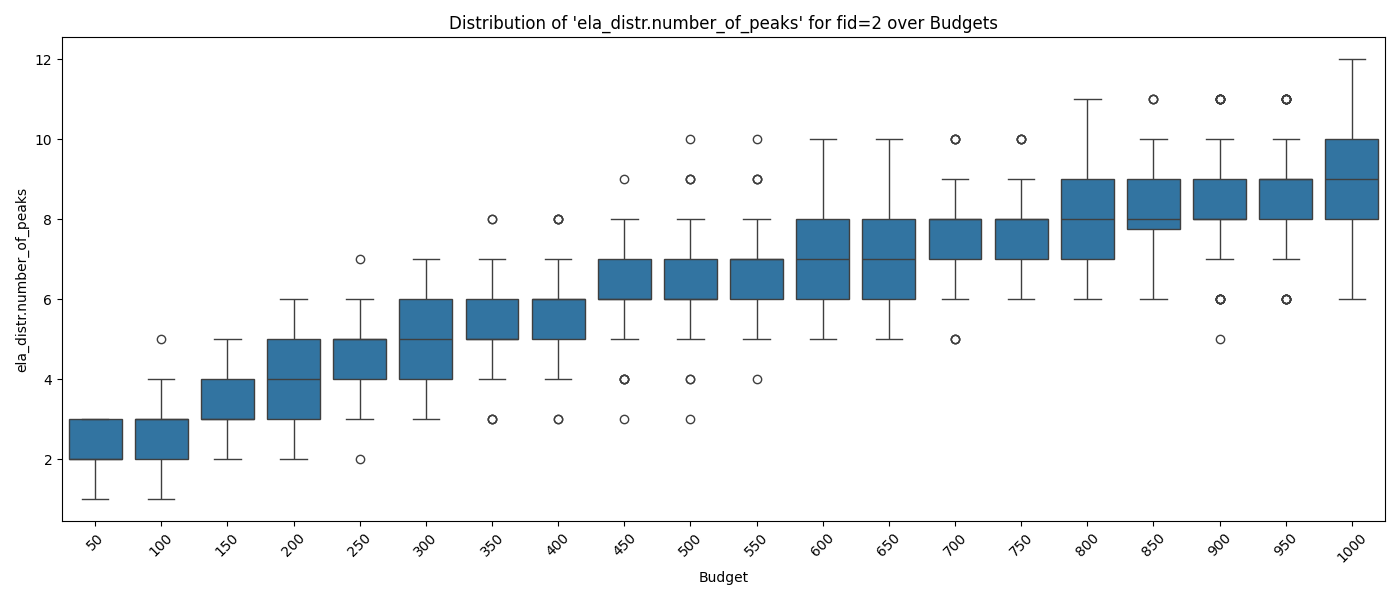 Distribution of 'ela_distr.number_of_peaks' for fid=2 over Budgets
ela_distr.number_of_peaks
12
10
8
6
4
2
50 100 150 200 250 300 350 400 450 500 550 600 650 700 750 800 850 900 950 1000
Budget